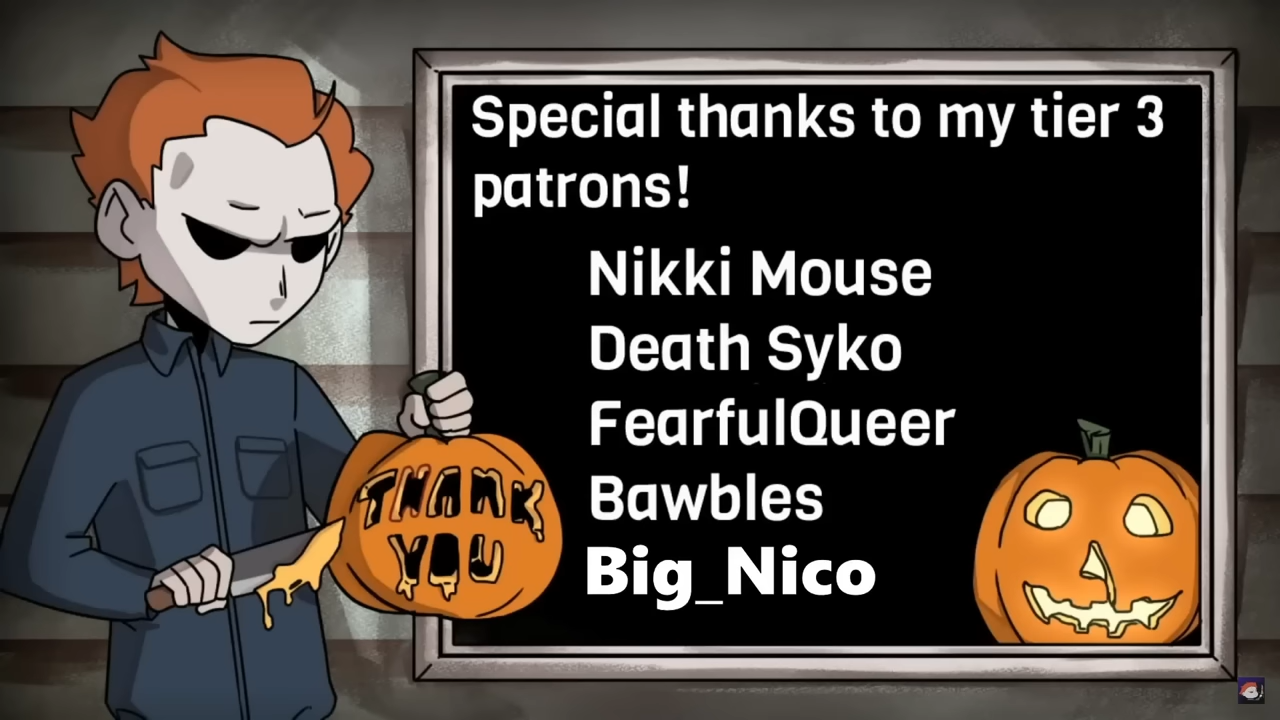 Special thanks to my tier 3
patrons!
Nikki Mouse
Death Syko
FearfulQueer
Bawbles
Big_Nico
THANK
YOU